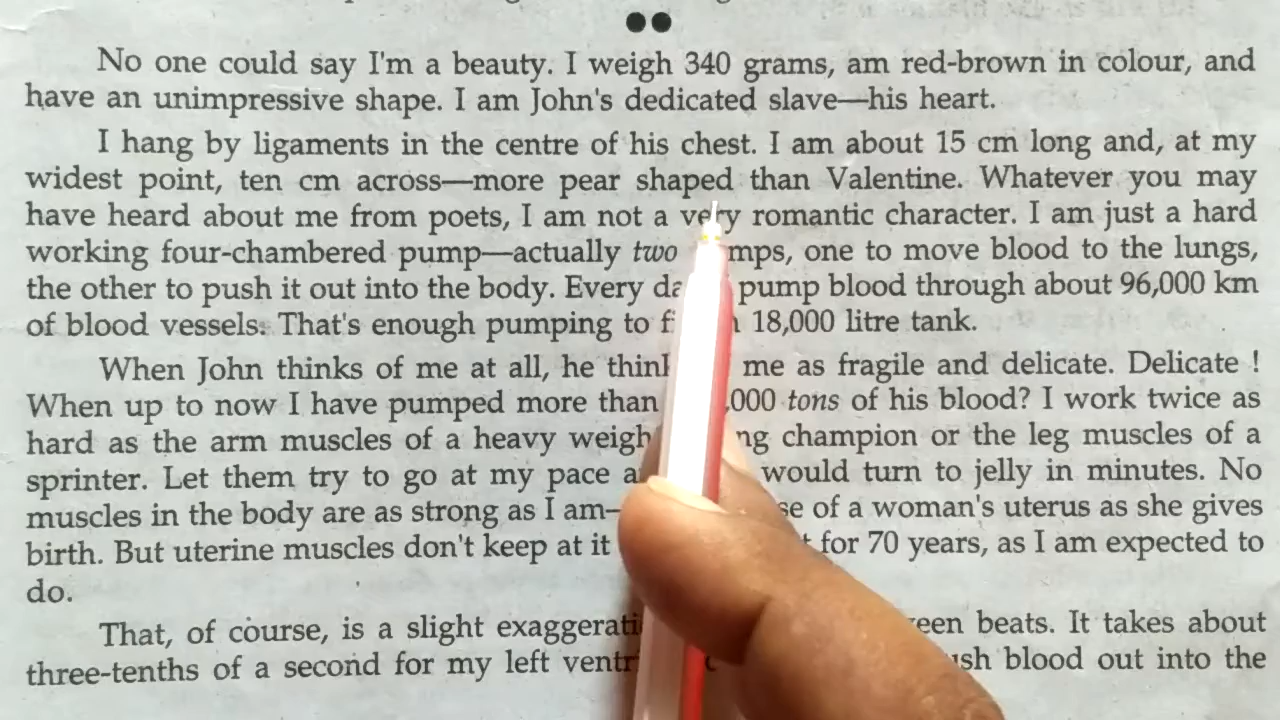 No one could say I'm a beauty. I weigh 340 grams, am red-brown in colour, and
have an unimpressive shape. I am John's dedicated slave—his heart.
I hang by ligaments in the centre of his chest. I am about 15 cm long and, at my
widest point, ten cm across—more pear shaped than Valentine. Whatever you may
have heard about me from poets, I am not a very romantic character. I am just a hard
working four-chambered pump—actually two mps, one to move blood to the lungs,
the other to push it out into the body. Every da pump blood through about 96,000 km
of blood vessels. That's enough pumping to 18,000 litre tank.
When John thinks of me at all, he think me as fragile and delicate. Delicate !
When up to now I have pumped more than ,000 tons of his blood? I work twice as
hard as the arm muscles of a heavy weigh ng champion or the leg muscles of a
sprinter. Let them try to go at my pace a would turn to jelly in minutes. No
muscles in the body are as strong as I am— se of a woman's uterus as she gives
birth. But uterine muscles don't keep at it for 70 years, as I am expected to
do.
That, of course, is a slight exaggerati een beats. It takes about
three-tenths of a second for my left ventr sh blood out into the